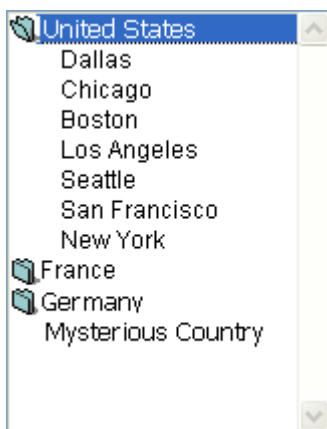 United States
Dallas
Chicago
Boston
Los Angeles
Seattle
San Francisco
New York
France
Germany
Mysterious Country